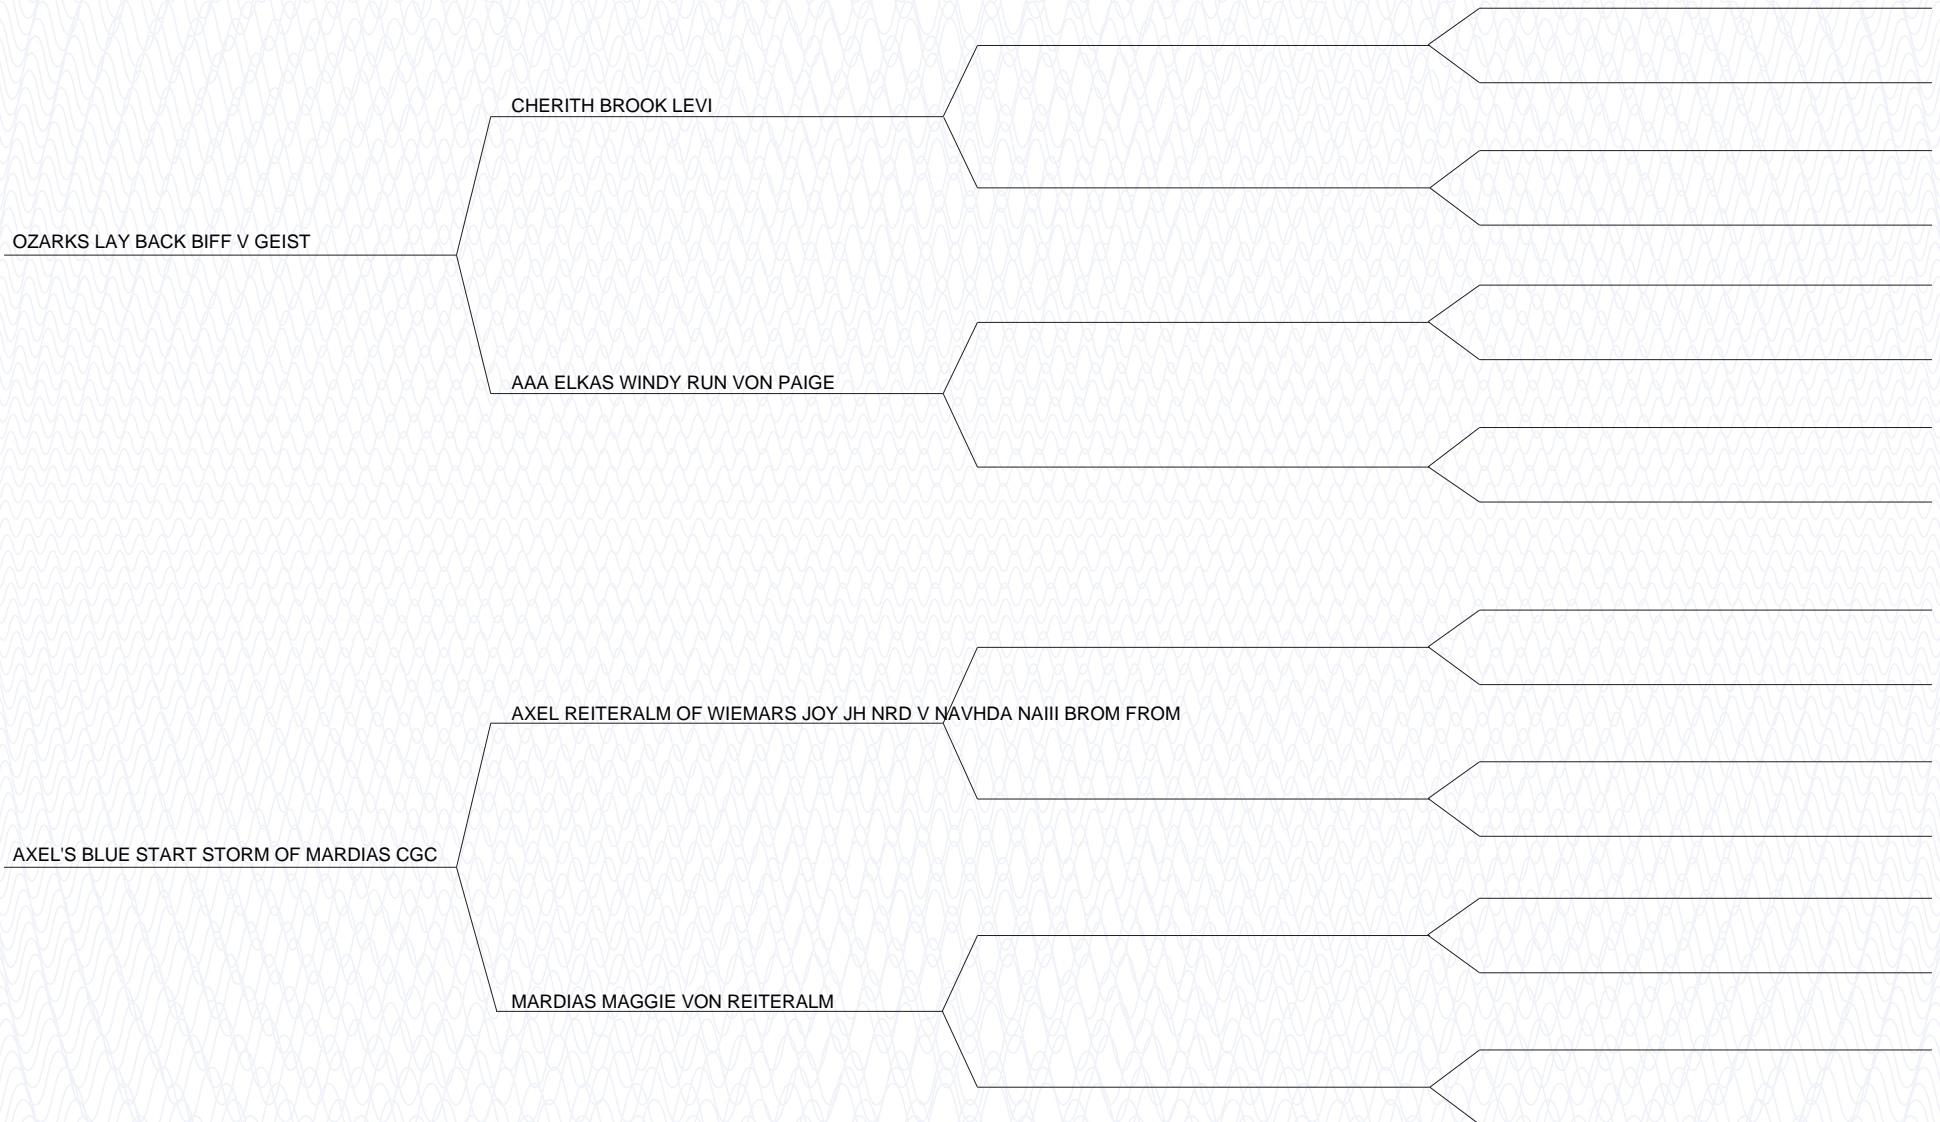 CHERITH BROOK LEVI
OZARKS LAY BACK BIFF V GEIST
AAA ELKAS WINDY RUN VON PAIGE
AXEL REITERALM OF WIEMARS JOY JH NRD V NAVHDA NAIII BROM FROM
AXEL'S BLUE START STORM OF MARDIAS CGC
MARDIAS MAGGIE VON REITERALM